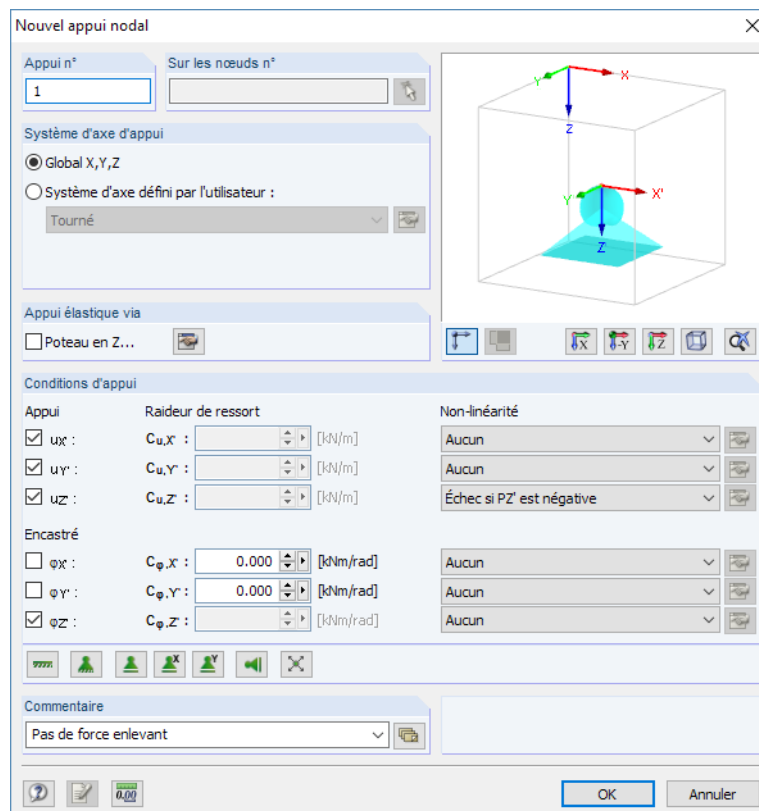 Nouvel appui nodal
Appui n°
Sur les nœuds n°
1
Système d'axe d'appui
Global X,Y,Z
Système d'axe défini par l'utilisateur :
Tourné
Appui élastique via
Poteau en Z...
X
Y
Z
X'
Y'
Z'
X
-Y
Z
Conditions d'appui
Appui
Raideur de ressort
Non-linéarité
uX' :
Cu,X' :
[kN/m]
Aucun
uY' :
Cu,Y' :
[kN/m]
Aucun
uZ' :
Cu,Z' :
[kN/m]
Échec si PZ' est négative
Encastré
φX' :
Cφ,X' :
0.000
[kNm/rad]
Aucun
φY' :
Cφ,Y' :
0.000
[kNm/rad]
Aucun
φZ' :
Cφ,Z' :
[kNm/rad]
Aucun
X
Y
Commentaire
Pas de force enlevant
0.00
OK
Annuler